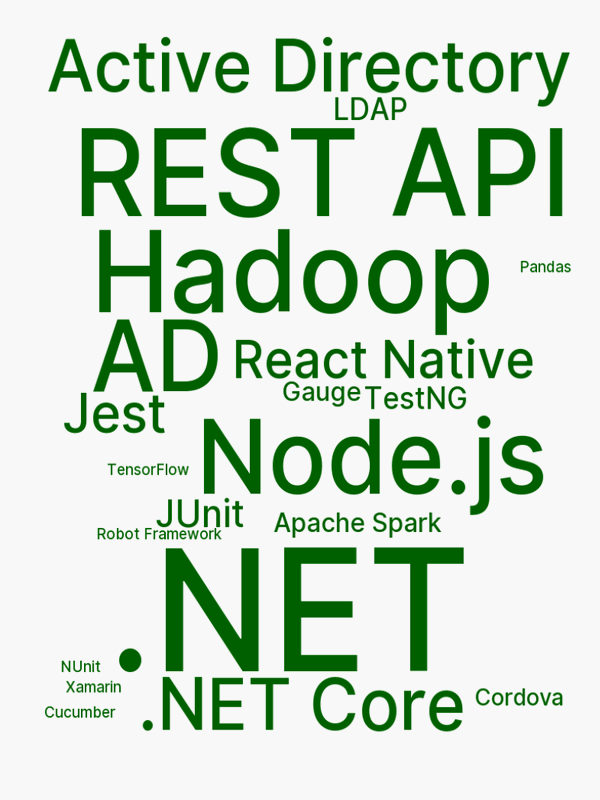 Active Directory
LDAP
REST API
Hadoop
Pandas
AD
React Native
Gauge
TestNG
Jest
Node.js
TensorFlow
JUnit
Apache Spark
Robot Framework
.NET
NUnit
Xamarin
.NET Core
Cordova
Cucumber